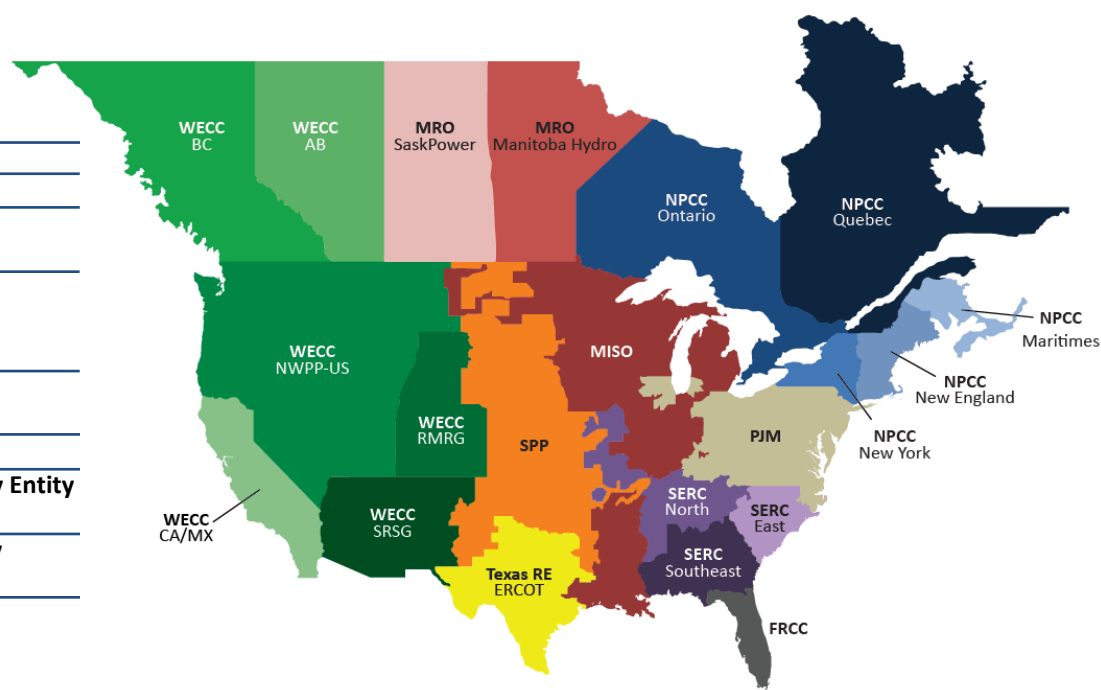 WECC
BC
WECC
AB
MRO
SaskPower
MRO
Manitoba Hydro
NPCC
Ontario
NPCC
Quebec
NPCC
Maritimes
NPCC
New England
NPCC
New York
WECC
NWPP-US
MISO
WECC
RMRG
SPP
PJM
y Entity
SERC
North
SERC
East
WECC
CA/MX
WECC
SRSG
SERC
Southeast
Texas RE
ERCOT
FRCC